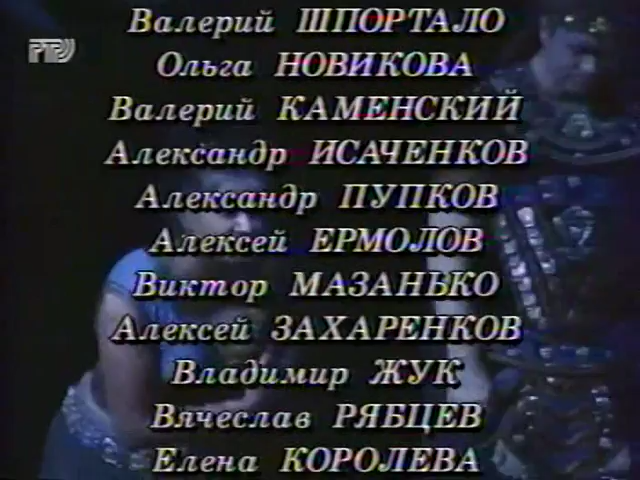 Валерий ШПОРТАЛО
РТР
Ольга НОВИКОВА
Валерий КАМЕНСКИЙ
Александр ИСАЧЕНКОВ
Александр ПУПКОВ
Алексей ЕРМОЛОВ
Виктор МАЗАНЬКО
Алексей ЗАХАРЕНКОВ
Владимир ЖУК
Вячеслав РЯБЦЕВ
Елена КОРОЛЕВА